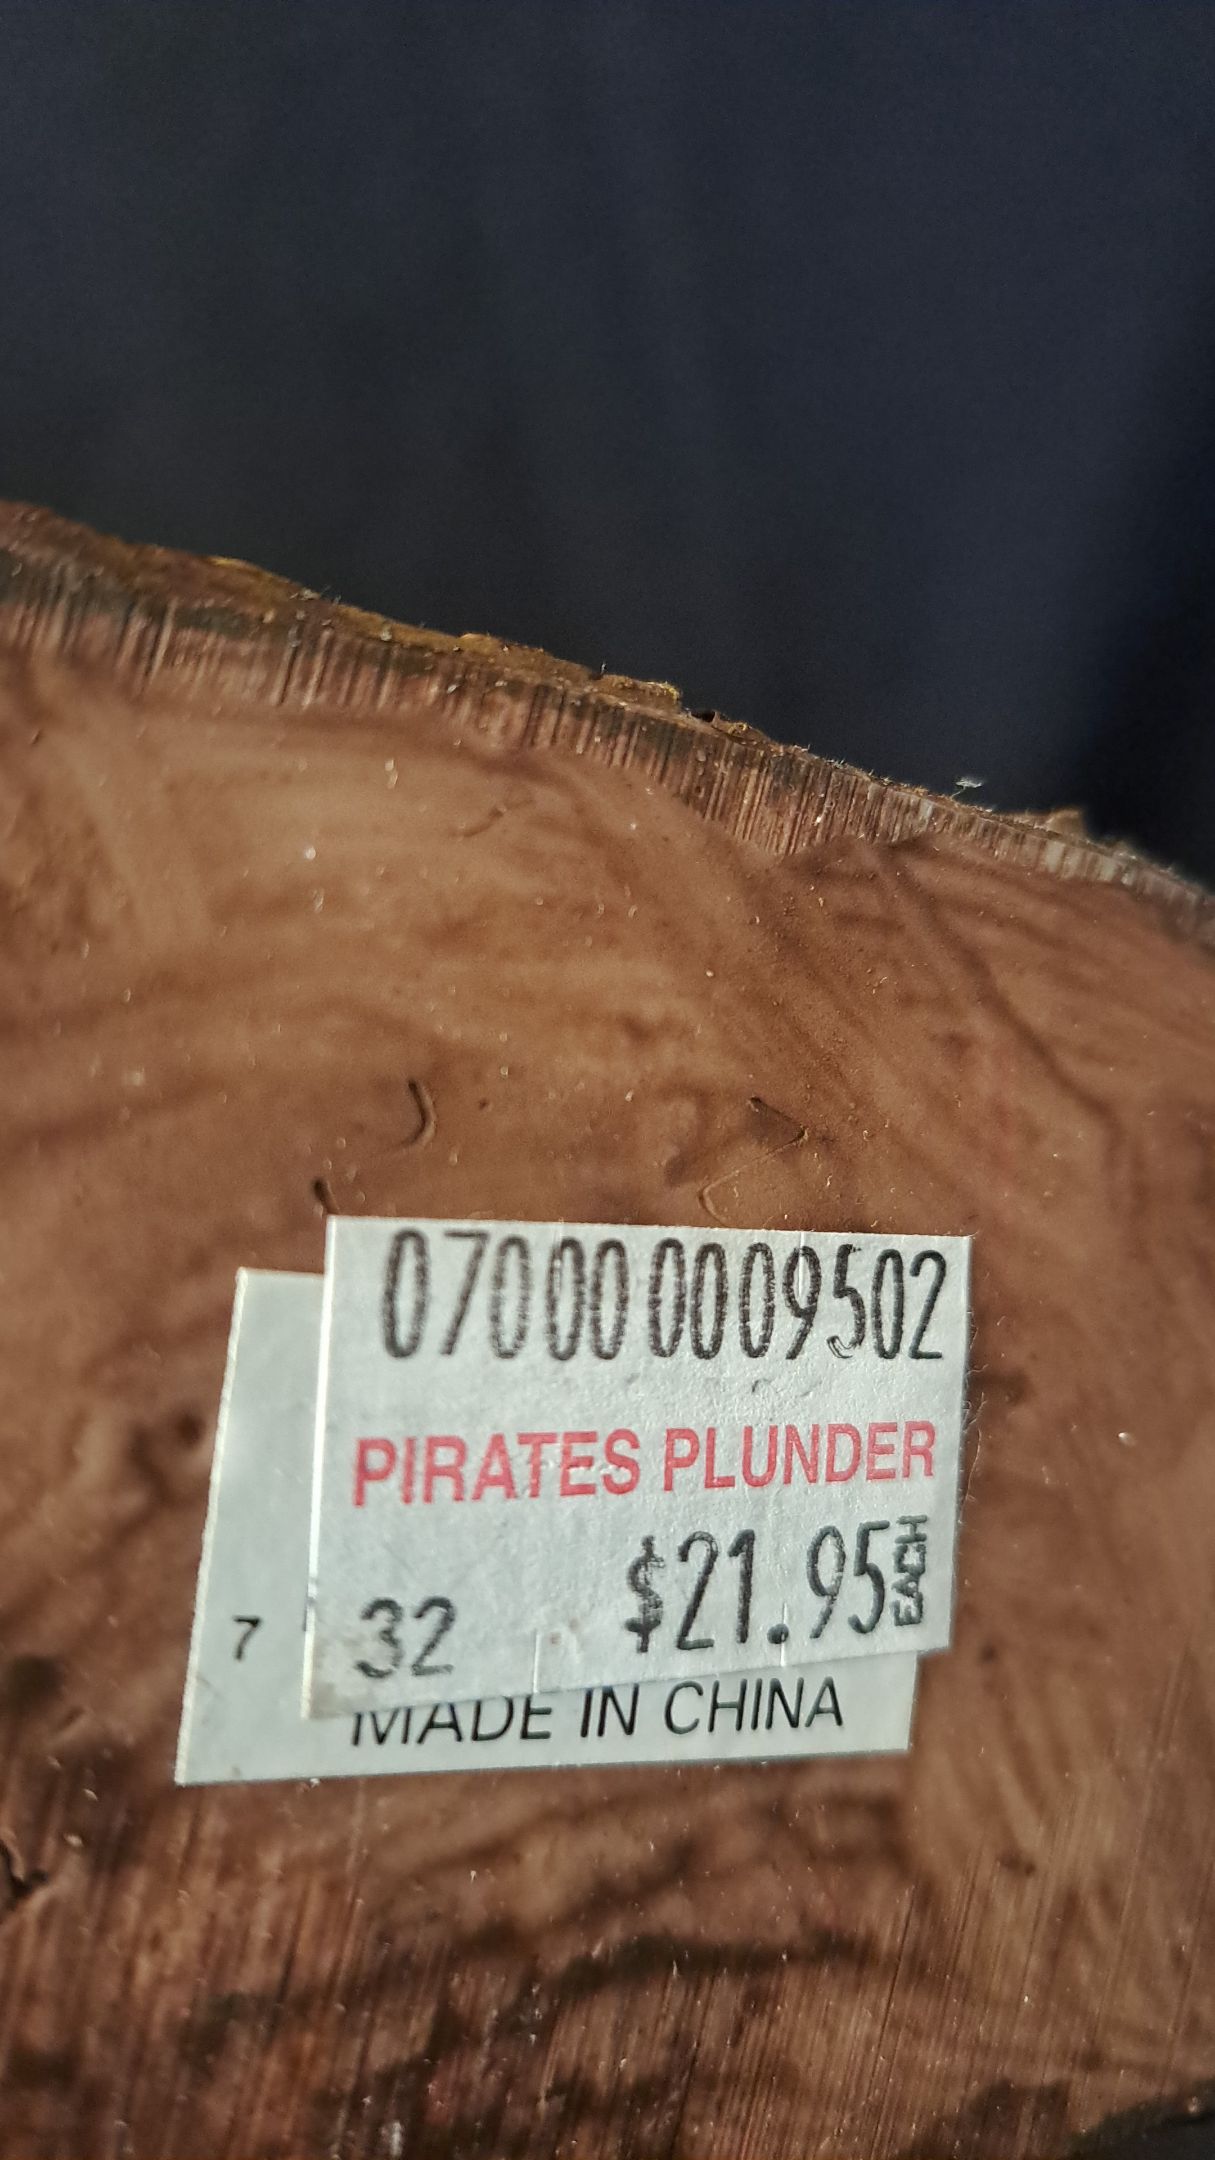 070000009502
PIRATES PLUNDER
32 $21.95 EACH
7
MADE IN CHINA